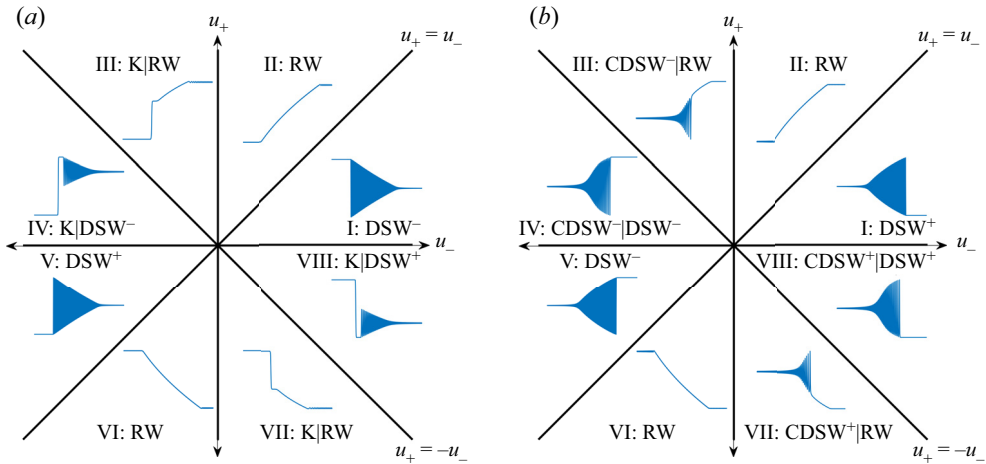 (a)
u₊
u₊ = u₋
III: K|RW
II: RW
IV: K|DSW⁻
I: DSW⁻
u₋
V: DSW⁺
VIII: K|DSW⁺
VI: RW
VII: K|RW
u₊ = –u₋
(b)
u₊
u₊ = u₋
III: CDSW⁻|RW
II: RW
IV: CDSW⁻|DSW⁻
I: DSW⁺
u₋
V: DSW⁻
VIII: CDSW⁺|DSW⁺
VI: RW
VII: CDSW⁺|RW
u₊ = –u₋